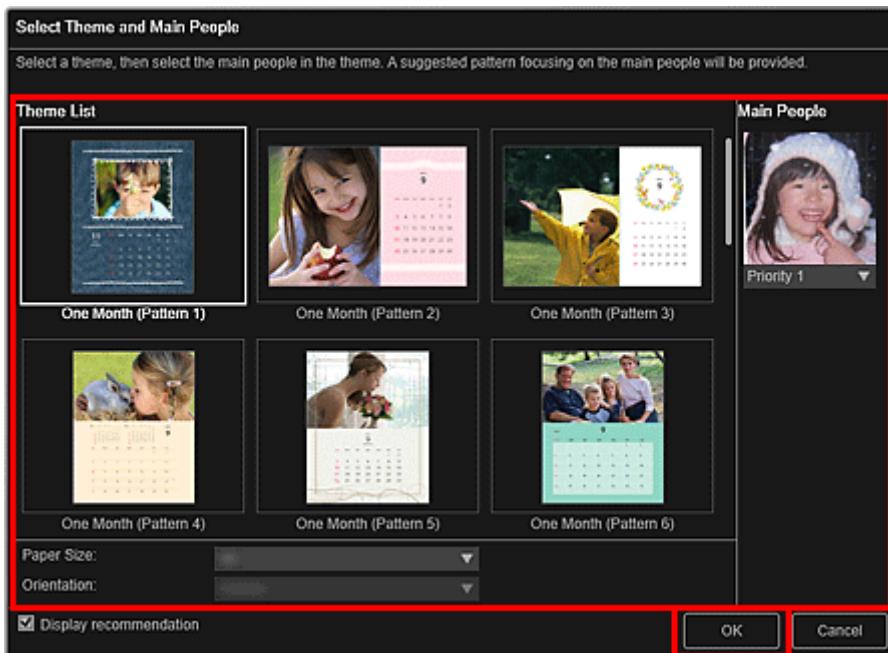 Select Theme and Main People
Select a theme, then select the main people in the theme. A suggested pattern focusing on the main people will be provided.
Theme List
Main People
One Month (Pattern 1)
One Month (Pattern 2)
One Month (Pattern 3)
Priority 1
One Month (Pattern 4)
One Month (Pattern 5)
One Month (Pattern 6)
Paper Size:
Orientation:
Display recommendation
OK
Cancel